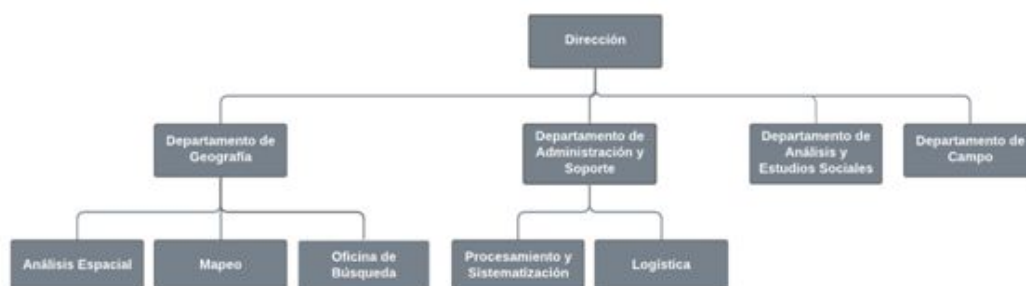 Dirección
Departamento de
Geografía
Departamento de
Administración y
Soporte
Departamento de
Análisis y
Estudios Sociales
Departamento de
Campo
Análisis Espacial
Mapeo
Oficina de
Búsqueda
Procesamiento y
Sistematización
Logística